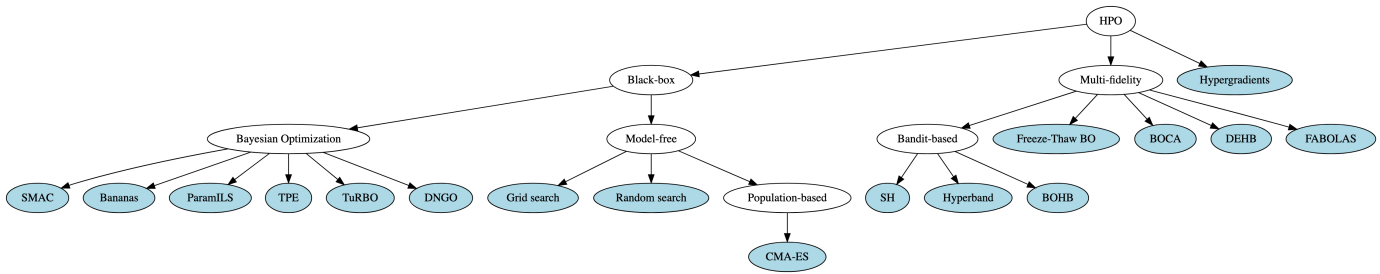 HPO
Black-box
Multi-fidelity
Hypergradients
Bayesian Optimization
Model-free
Bandit-based
Freeze-Thaw BO
BOCA
DEHB
FABOLAS
SMAC
Bananas
ParamILS
TPE
TuRBO
DNGO
Grid search
Random search
Population-based
SH
Hyperband
BOHB
CMA-ES